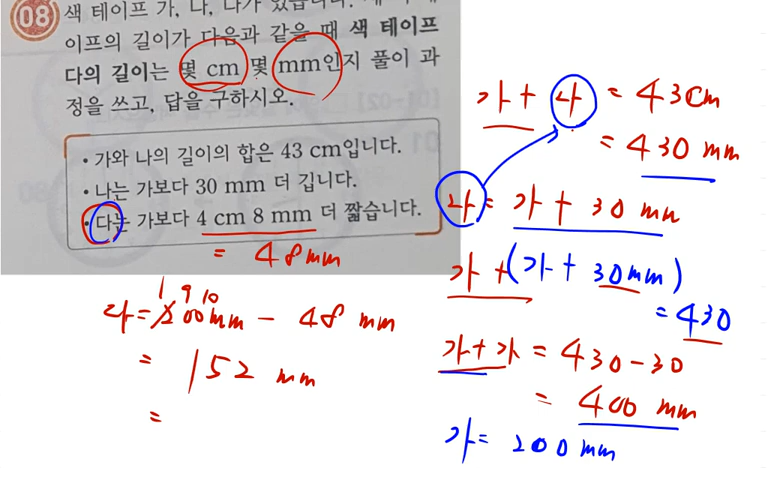 08 색 테이프 가, 나, 다가 있습니다.
이프의 길이가 다음과 같을 때 색 테이프
다의 길이는 몇 cm 몇 mm인지 풀이 과
정을 쓰고, 답을 구하시오.
• 가와 나의 길이의 합은 43 cm입니다.
• 나는 가보다 30 mm 더 깁니다.
• 다는 가보다 4 cm 8 mm 더 짧습니다.
= 48mm
1 9 10
다=200mm - 48 mm
= 152 mm
=
가+나 = 43cm
= 430 mm
나= 가+30 mm
가+(가+30mm)
= 430
가+가 = 430-30
= 400 mm
가= 200mm